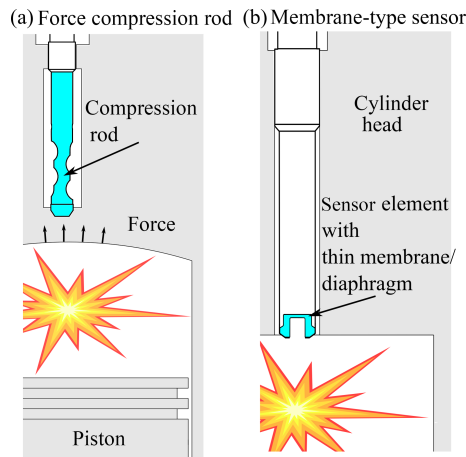 (a) Force compression rod
(b) Membrane-type sensor
Compression
rod
Cylinder
head
Sensor element
with
thin membrane/
diaphragm
Force
Piston